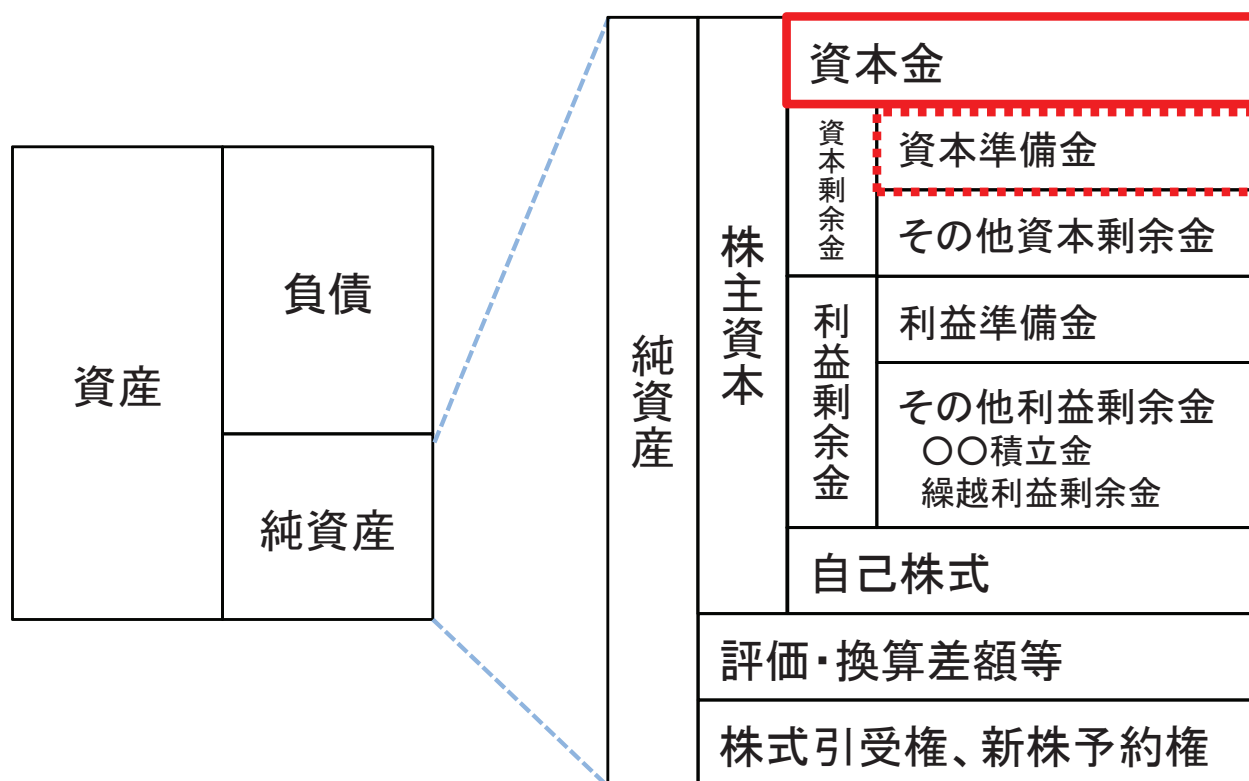 資産
負債
純資産
純資産
株主資本
資本金
資本剰余金
資本準備金
その他資本剰余金
利益剰余金
利益準備金
その他利益剰余金
〇〇積立金
繰越利益剰余金
自己株式
評価・換算差額等
株式引受権、新株予約権